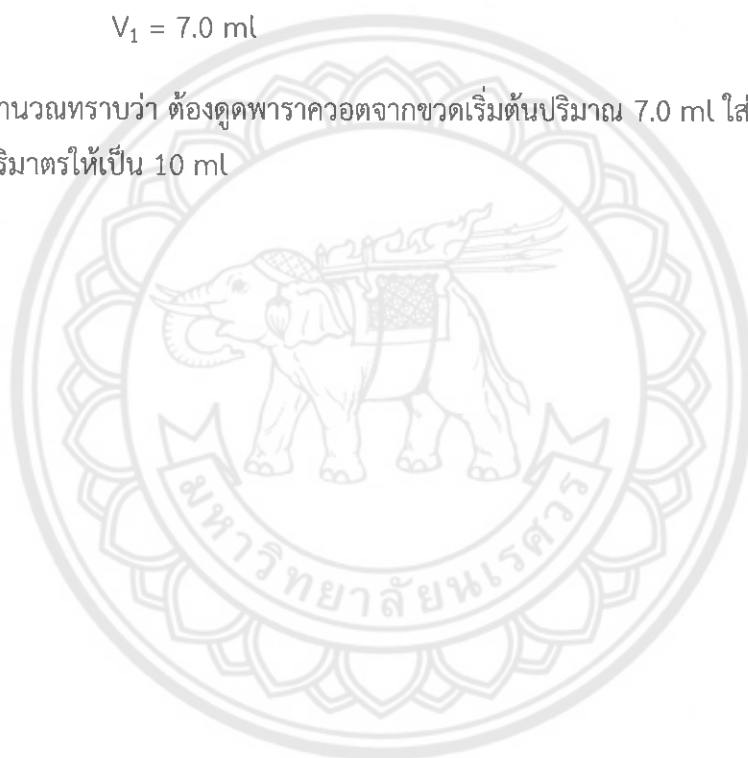 V₁ = 7.0 ml
านวณทราบว่า ต้องดูดพาราควอตจากขวดเริ่มต้นปริมาณ 7.0 ml ใส่
ริมาตรให้เป็น 10 ml
มหาวิทยาลัยนเรศวร